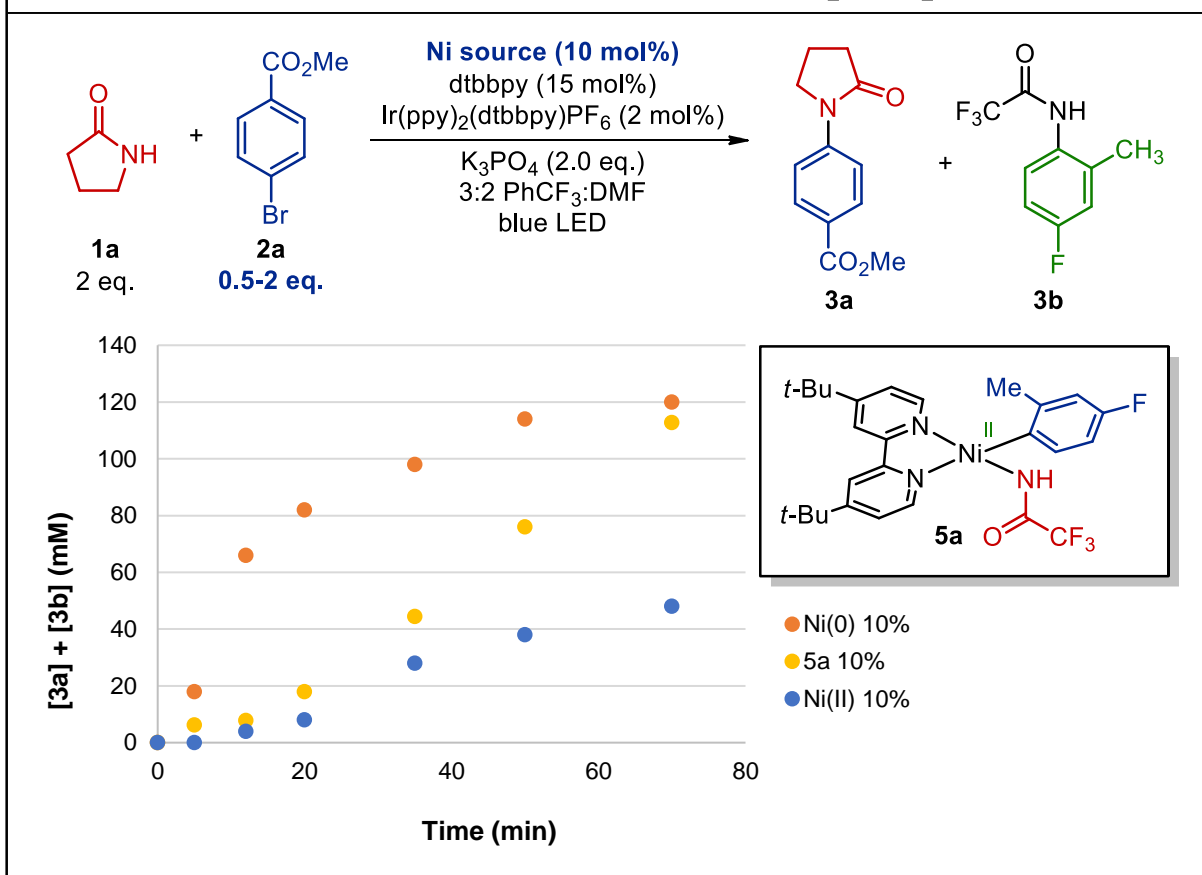 CO2Me
Ni source (10 mol%)
dtbbpy (15 mol%)
Ir(ppy)2(dtbbpy)PF6 (2 mol%)
K3PO4 (2.0 eq.)
3:2 PhCF3:DMF
blue LED
O
NH
+
Br
1a
2 eq.
2a
0.5-2 eq.
N
O
CO2Me
3a
+
O
F3C
NH
CH3
F
3b
140
120
100
80
60
40
20
0
0
20
40
60
80
[3a] + [3b] (mM)
Time (min)
t-Bu
t-Bu
N
N
Ni
II
Me
F
NH
O
CF3
5a
Ni(0) 10%
5a 10%
Ni(II) 10%